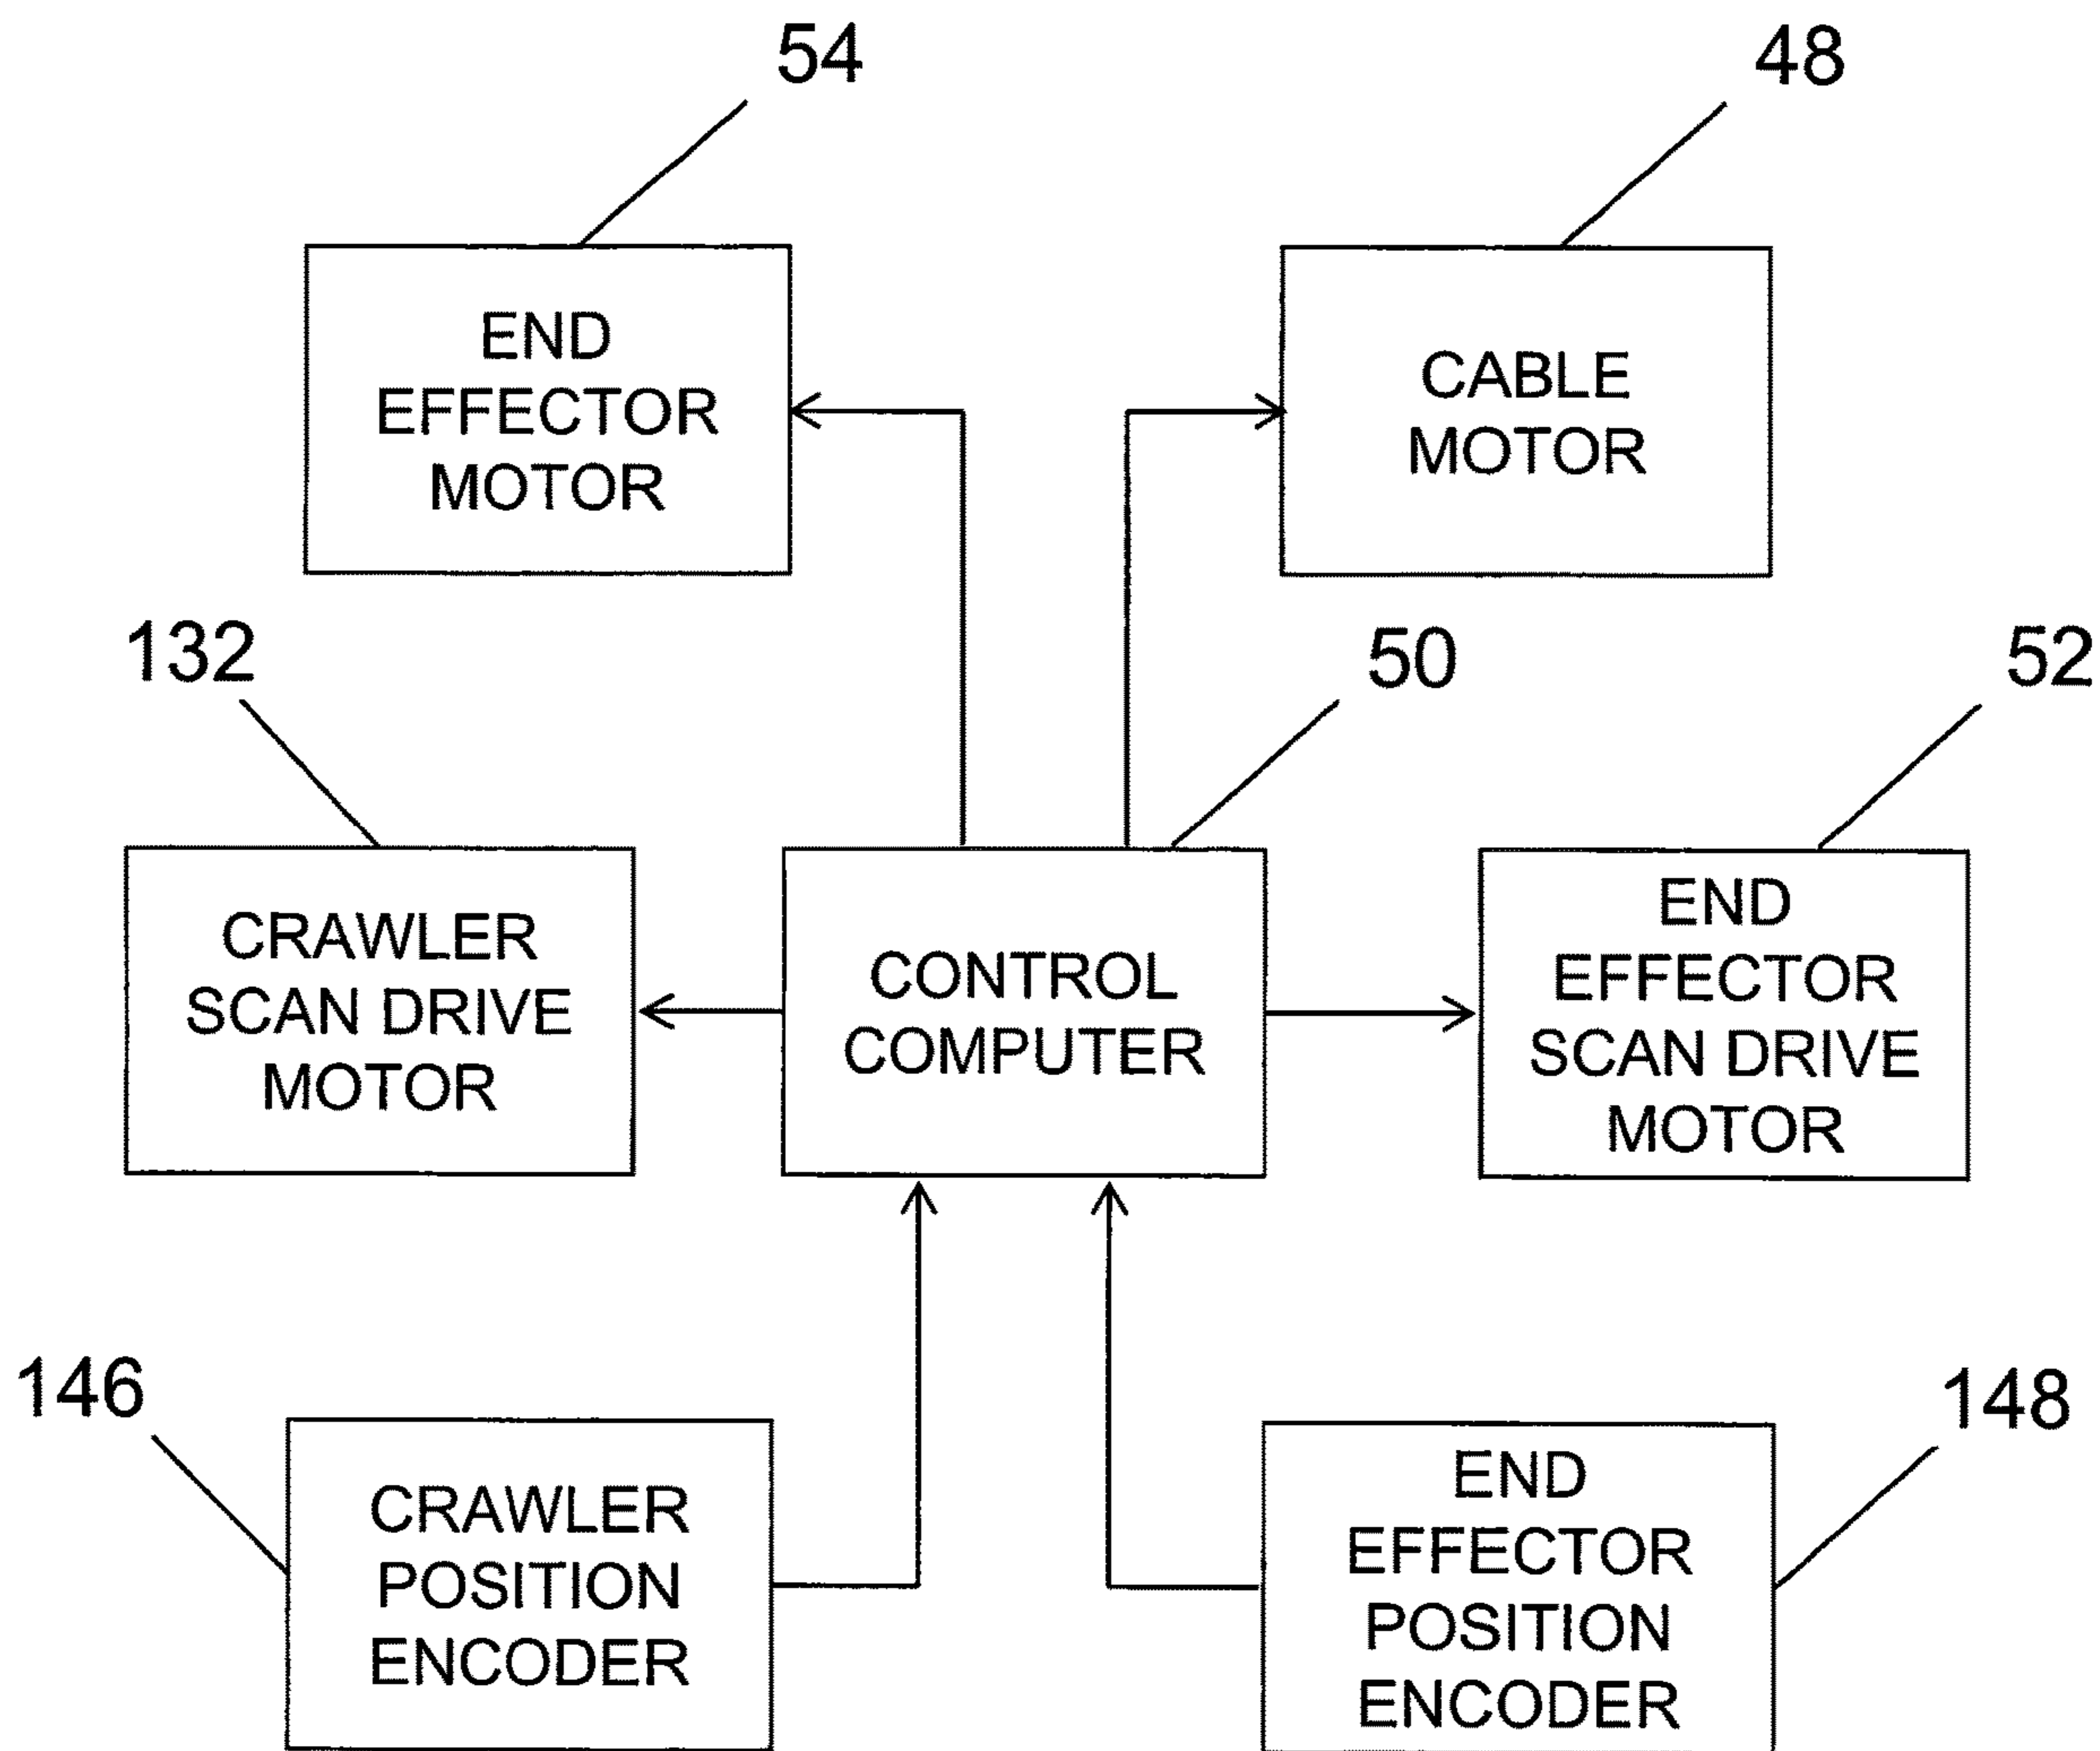 54
48
END
EFFECTOR
MOTOR
CABLE
MOTOR
132
50
52
CRAWLER
SCAN DRIVE
MOTOR
CONTROL
COMPUTER
END
EFFECTOR
SCAN DRIVE
MOTOR
146
148
CRAWLER
POSITION
ENCODER
END
EFFECTOR
POSITION
ENCODER